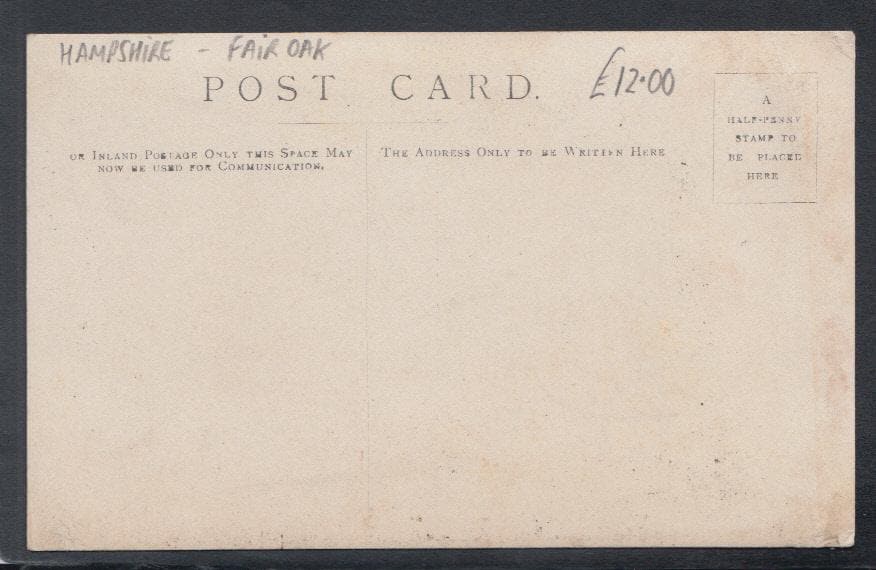 HAMPSHIRE - FAIR OAK
POST CARD.
£12.00
A
HALF-PENNY
STAMP TO
BE PLACED
HERE
OR INLAND POSTAGE ONLY THIS SPACE MAY
NOW BE USED FOR COMMUNICATION.
THE ADDRESS ONLY TO BE WRITTEN HERE